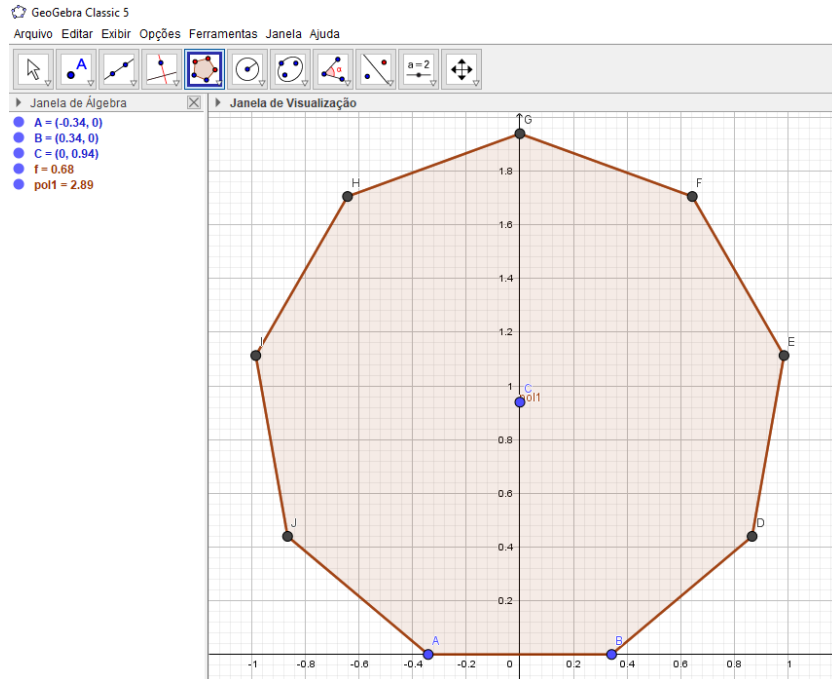 GeoGebra Classic 5
Arquivo Editar Exibir Opções Ferramentas Janela Ajuda
A
α
a=2
Janela de Álgebra
Janela de Visualização
A = (-0.34, 0)
B = (0.34, 0)
C = (0, 0.94)
f = 0.68
pol1 = 2.89
G
H
F
1.8
1.6
1.4
I
E
1.2
1
C
pol1
0.8
0.6
J
D
0.4
0.2
A
B
-1 -0.8 -0.6 -0.4 -0.2 0 0.2 0.4 0.6 0.8 1